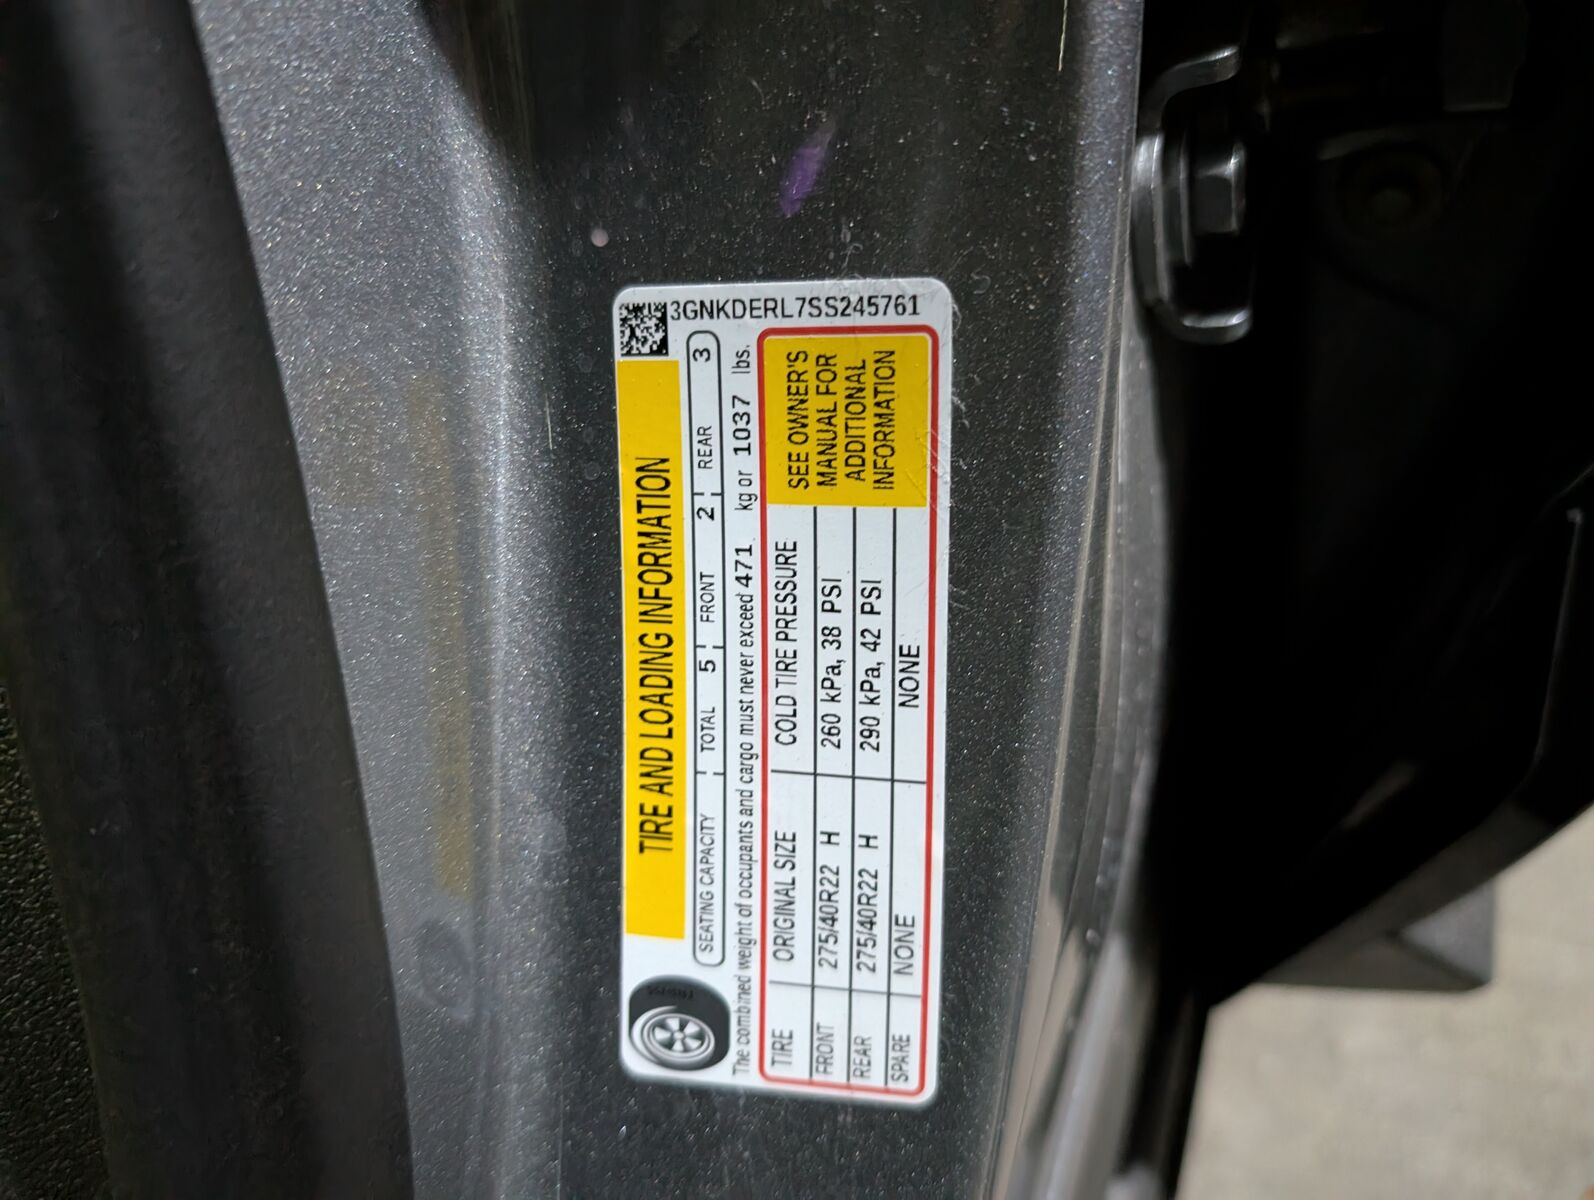 3GNKDERL7SS245761
TIRE AND LOADING INFORMATION
SEATING CAPACITY TOTAL 5 FRONT 2 REAR 3
The combined weight of occupants and cargo must never exceed 471 kg or 1037 lbs.
TIRE ORIGINAL SIZE COLD TIRE PRESSURE
FRONT 275/40R22 H 260 kPa, 38 PSI
REAR 275/40R22 H 290 kPa, 42 PSI
SPARE NONE NONE
SEE OWNER'S
MANUAL FOR
ADDITIONAL
INFORMATION